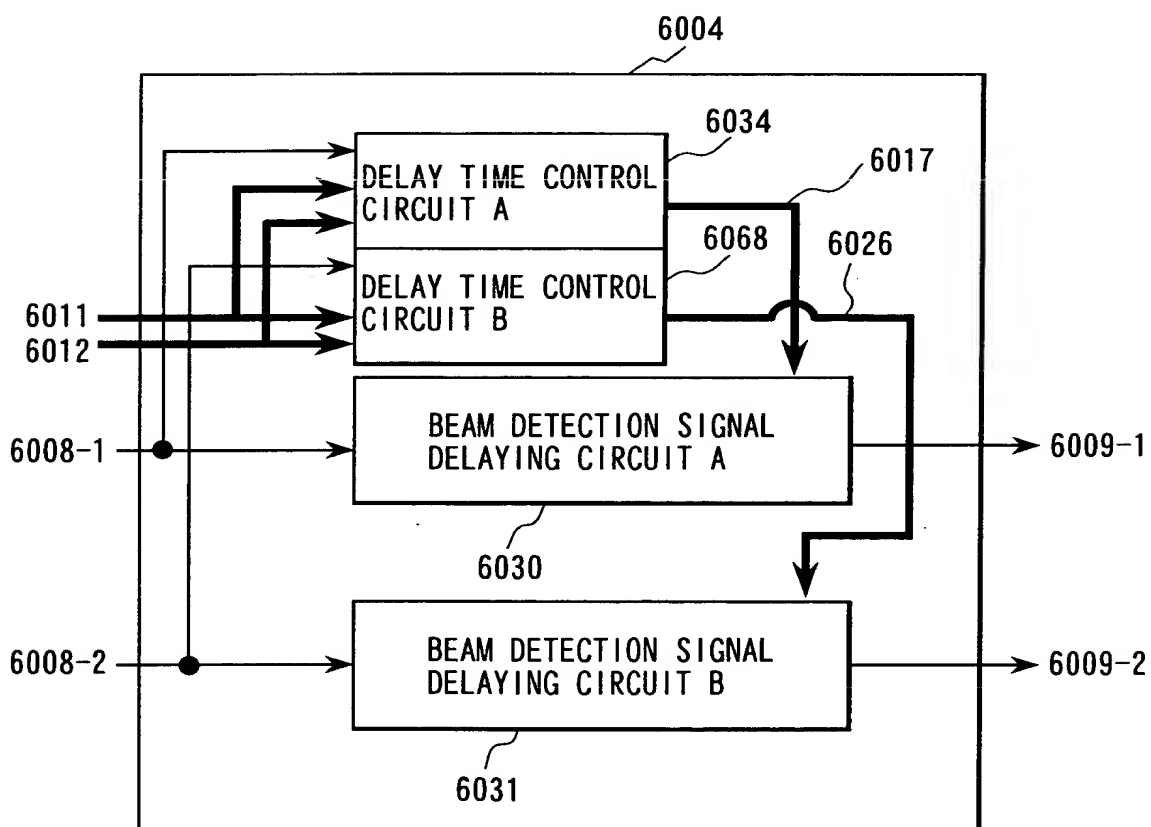 6004
6034
DELAY TIME CONTROL
CIRCUIT A
6017
6068
6026
DELAY TIME CONTROL
CIRCUIT B
6011
6012
BEAM DETECTION SIGNAL
DELAYING CIRCUIT A
6008-1
6009-1
6030
BEAM DETECTION SIGNAL
DELAYING CIRCUIT B
6008-2
6009-2
6031